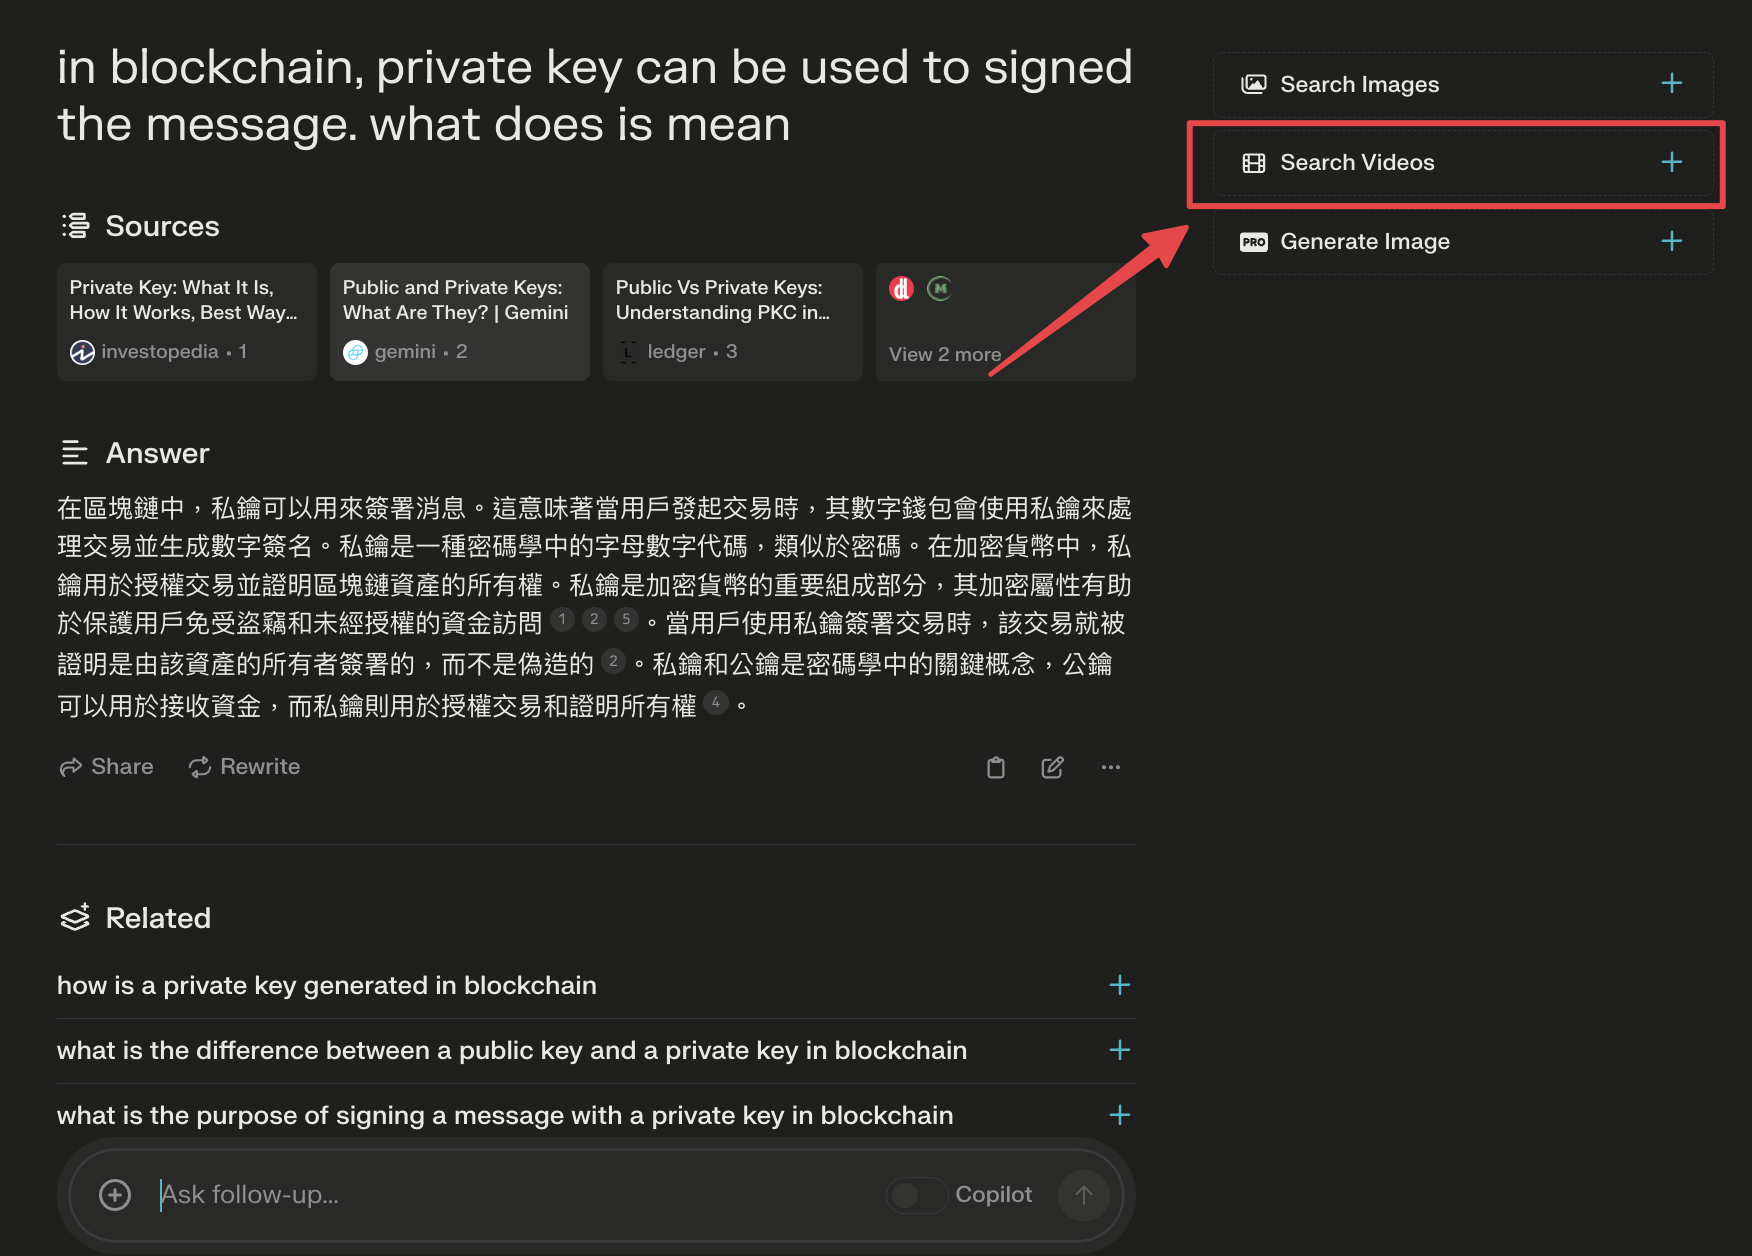 in blockchain, private key can be used to signed
the message. what does is mean
Search Images
Search Videos
PRO Generate Image
Sources
Private Key: What It Is,
How It Works, Best Way...
investopedia • 1
Public and Private Keys:
What Are They? | Gemini
gemini • 2
Public Vs Private Keys:
Understanding PKC in...
L ledger • 3
d M
View 2 more
Answer
在區塊鏈中，私鑰可以用來簽署消息。這意味著當用戶發起交易時，其數字錢包會使用私鑰來處
理交易並生成數字簽名。私鑰是一種密碼學中的字母數字代碼，類似於密碼。在加密貨幣中，私
鑰用於授權交易並證明區塊鏈資產的所有權。私鑰是加密貨幣的重要組成部分，其加密屬性有助
於保護用戶免受盜竊和未經授權的資金訪問 1 2 5 。當用戶使用私鑰簽署交易時，該交易就被
證明是由該資產的所有者簽署的，而不是偽造的 2 。私鑰和公鑰是密碼學中的關鍵概念，公鑰
可以用於接收資金，而私鑰則用於授權交易和證明所有權 4 。
Share Rewrite
Related
how is a private key generated in blockchain
what is the difference between a public key and a private key in blockchain
what is the purpose of signing a message with a private key in blockchain
Ask follow-up...
Copilot